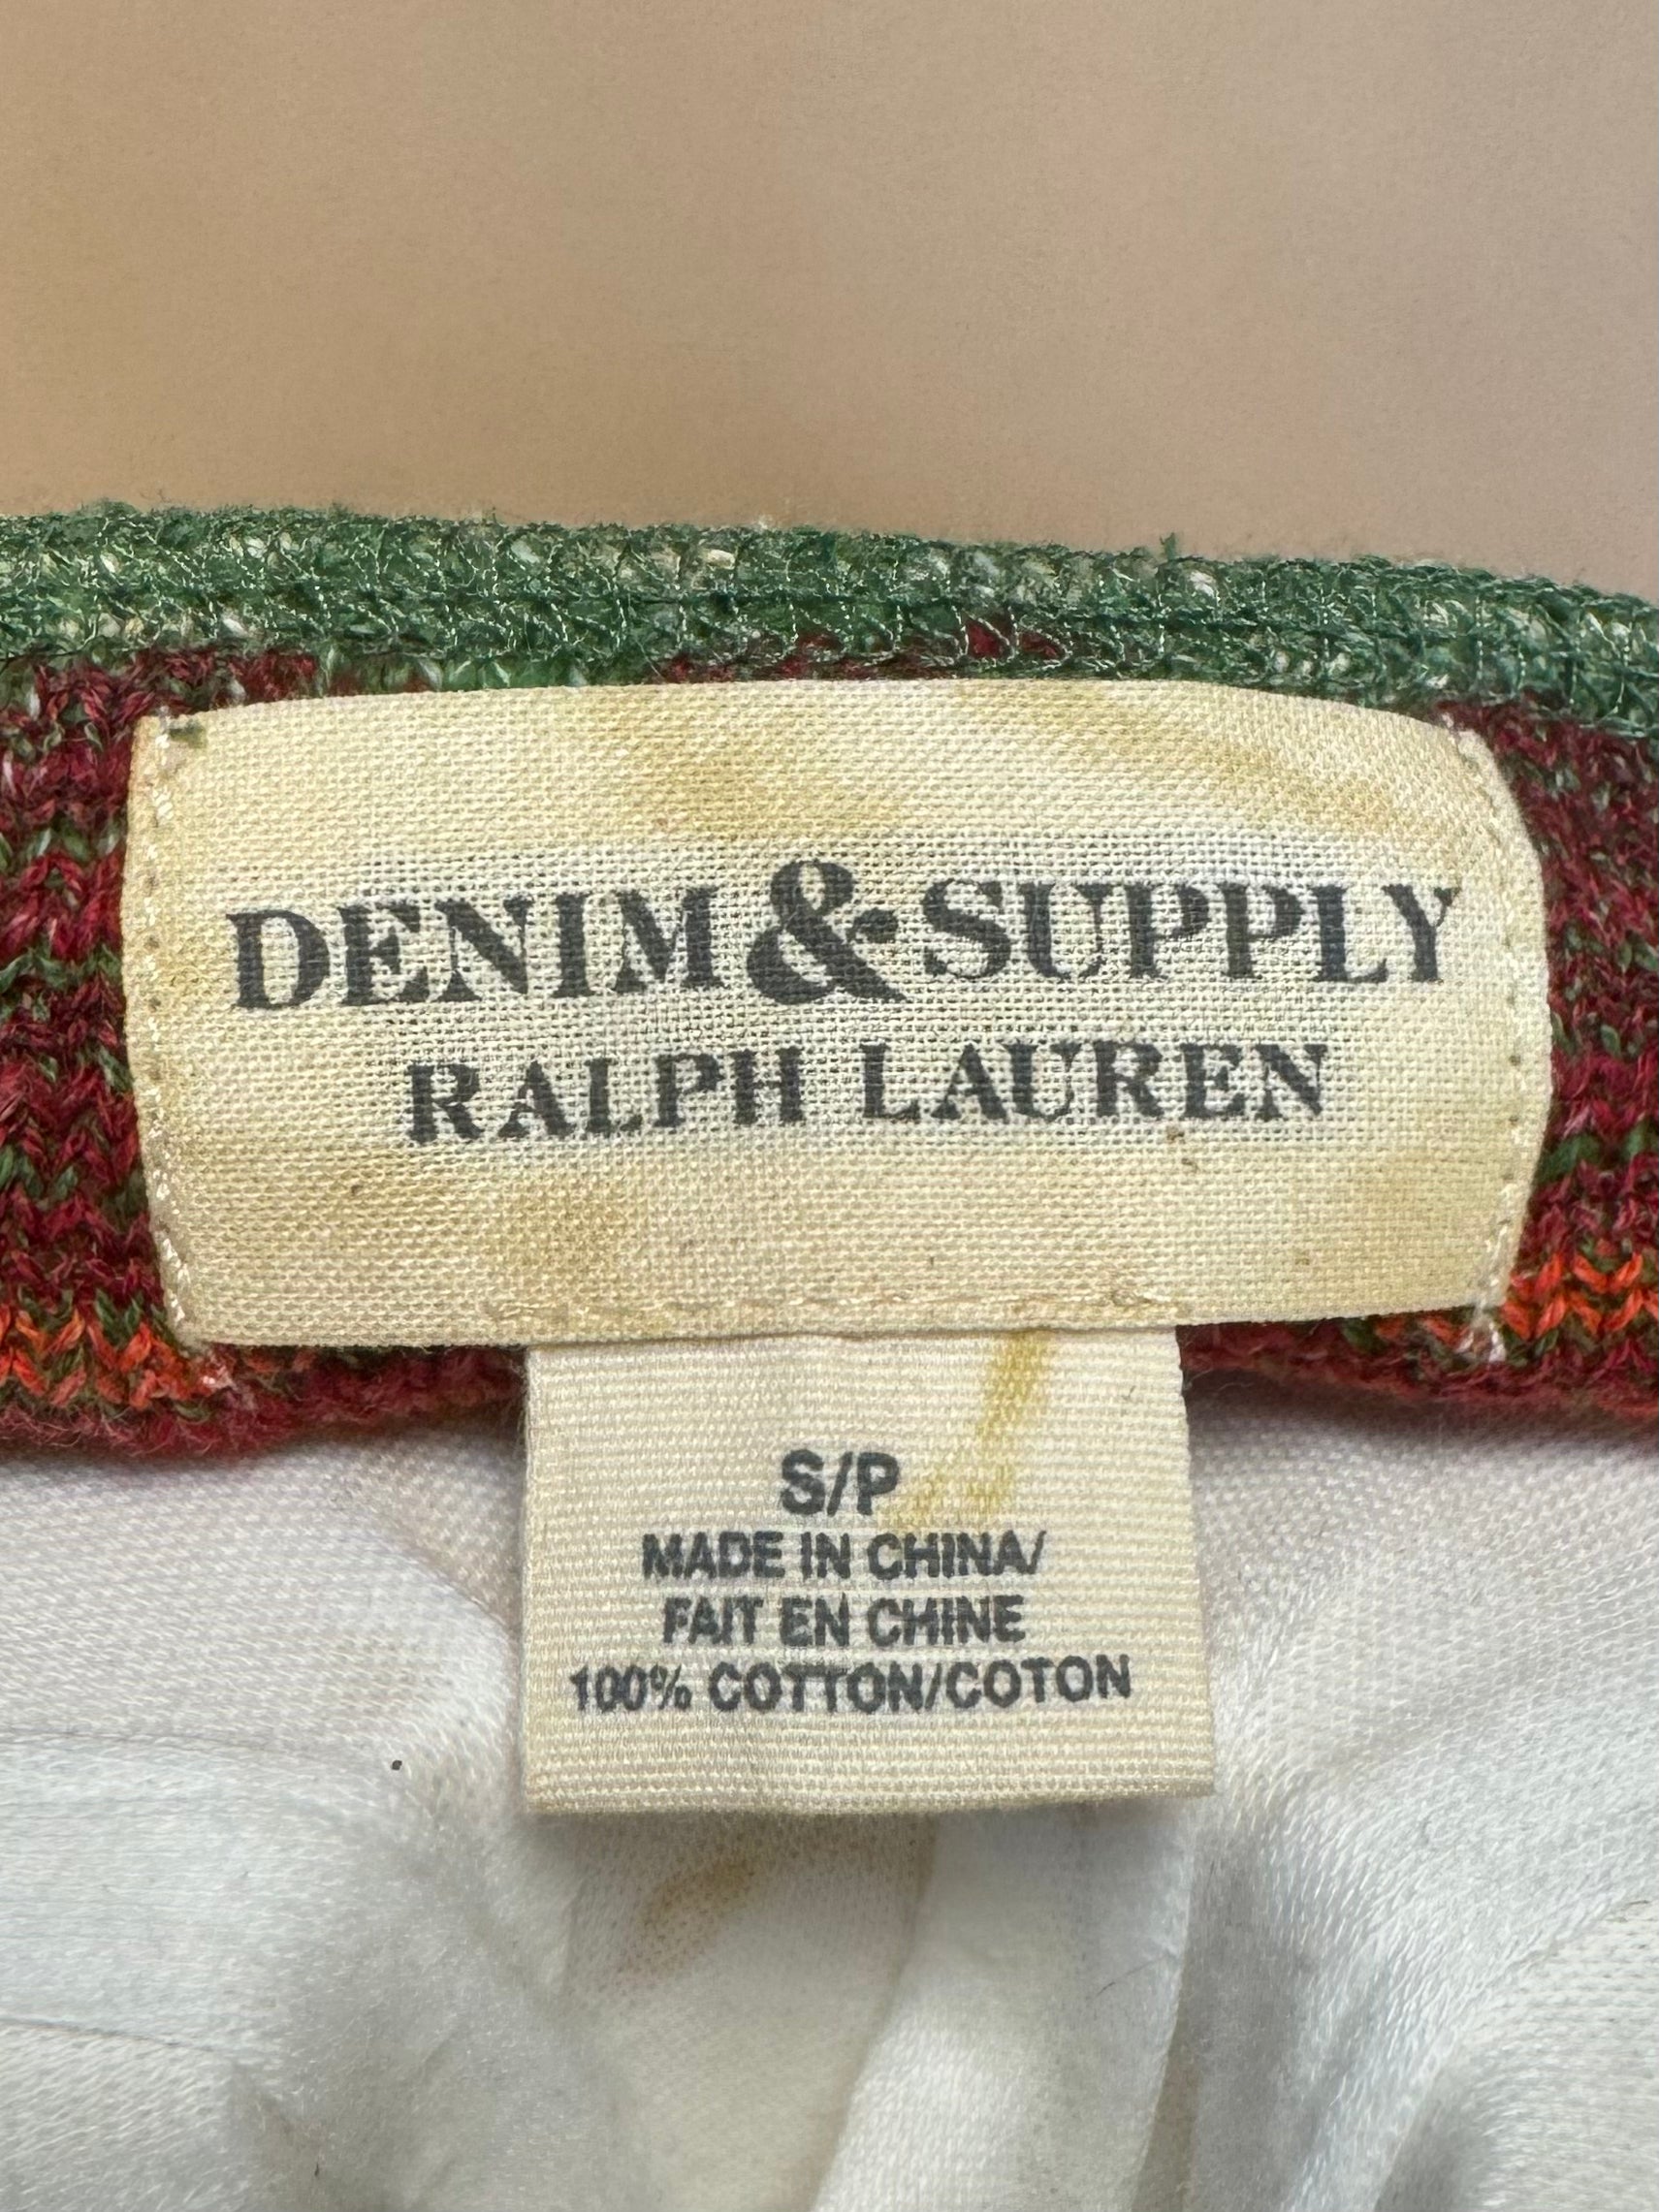 DENIM & SUPPLY
RALPH LAUREN
S/P
MADE IN CHINA/
FAIT EN CHINE
100% COTTON/COTON